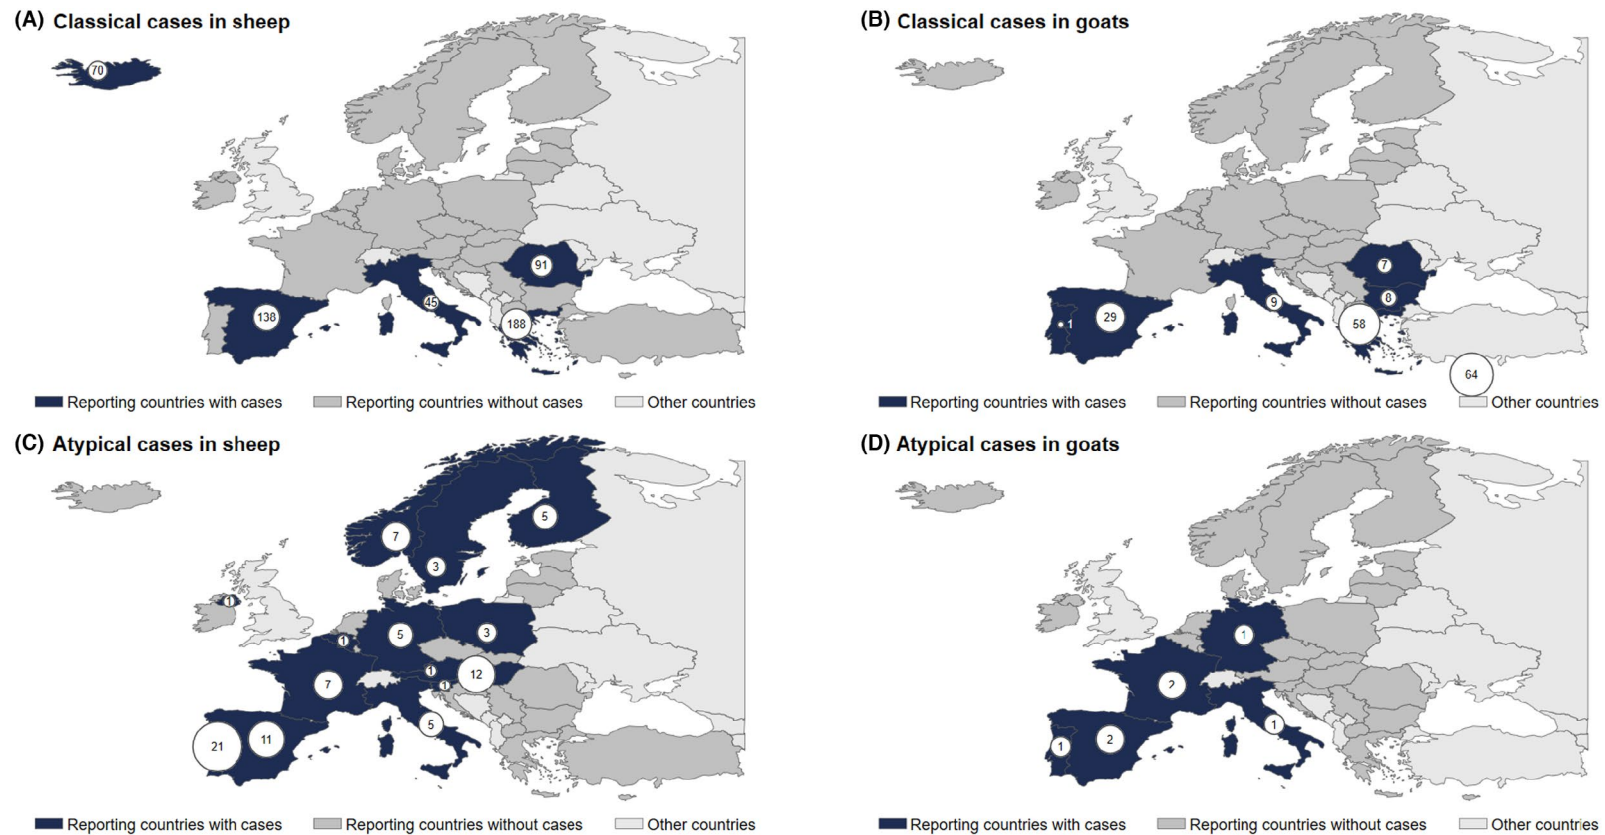 (A) Classical cases in sheep
70
91
45
138
188
Reporting countries with cases
Reporting countries without cases
Other countries
(B) Classical cases in goats
7
8
9
29
1
58
64
Reporting countries with cases
Reporting countries without cases
Other countries
(C) Atypical cases in sheep
5
7
3
1
5
3
1
1
12
7
1
5
11
21
Reporting countries with cases
Reporting countries without cases
Other countries
(D) Atypical cases in goats
1
2
1
2
1
Reporting countries with cases
Reporting countries without cases
Other countries